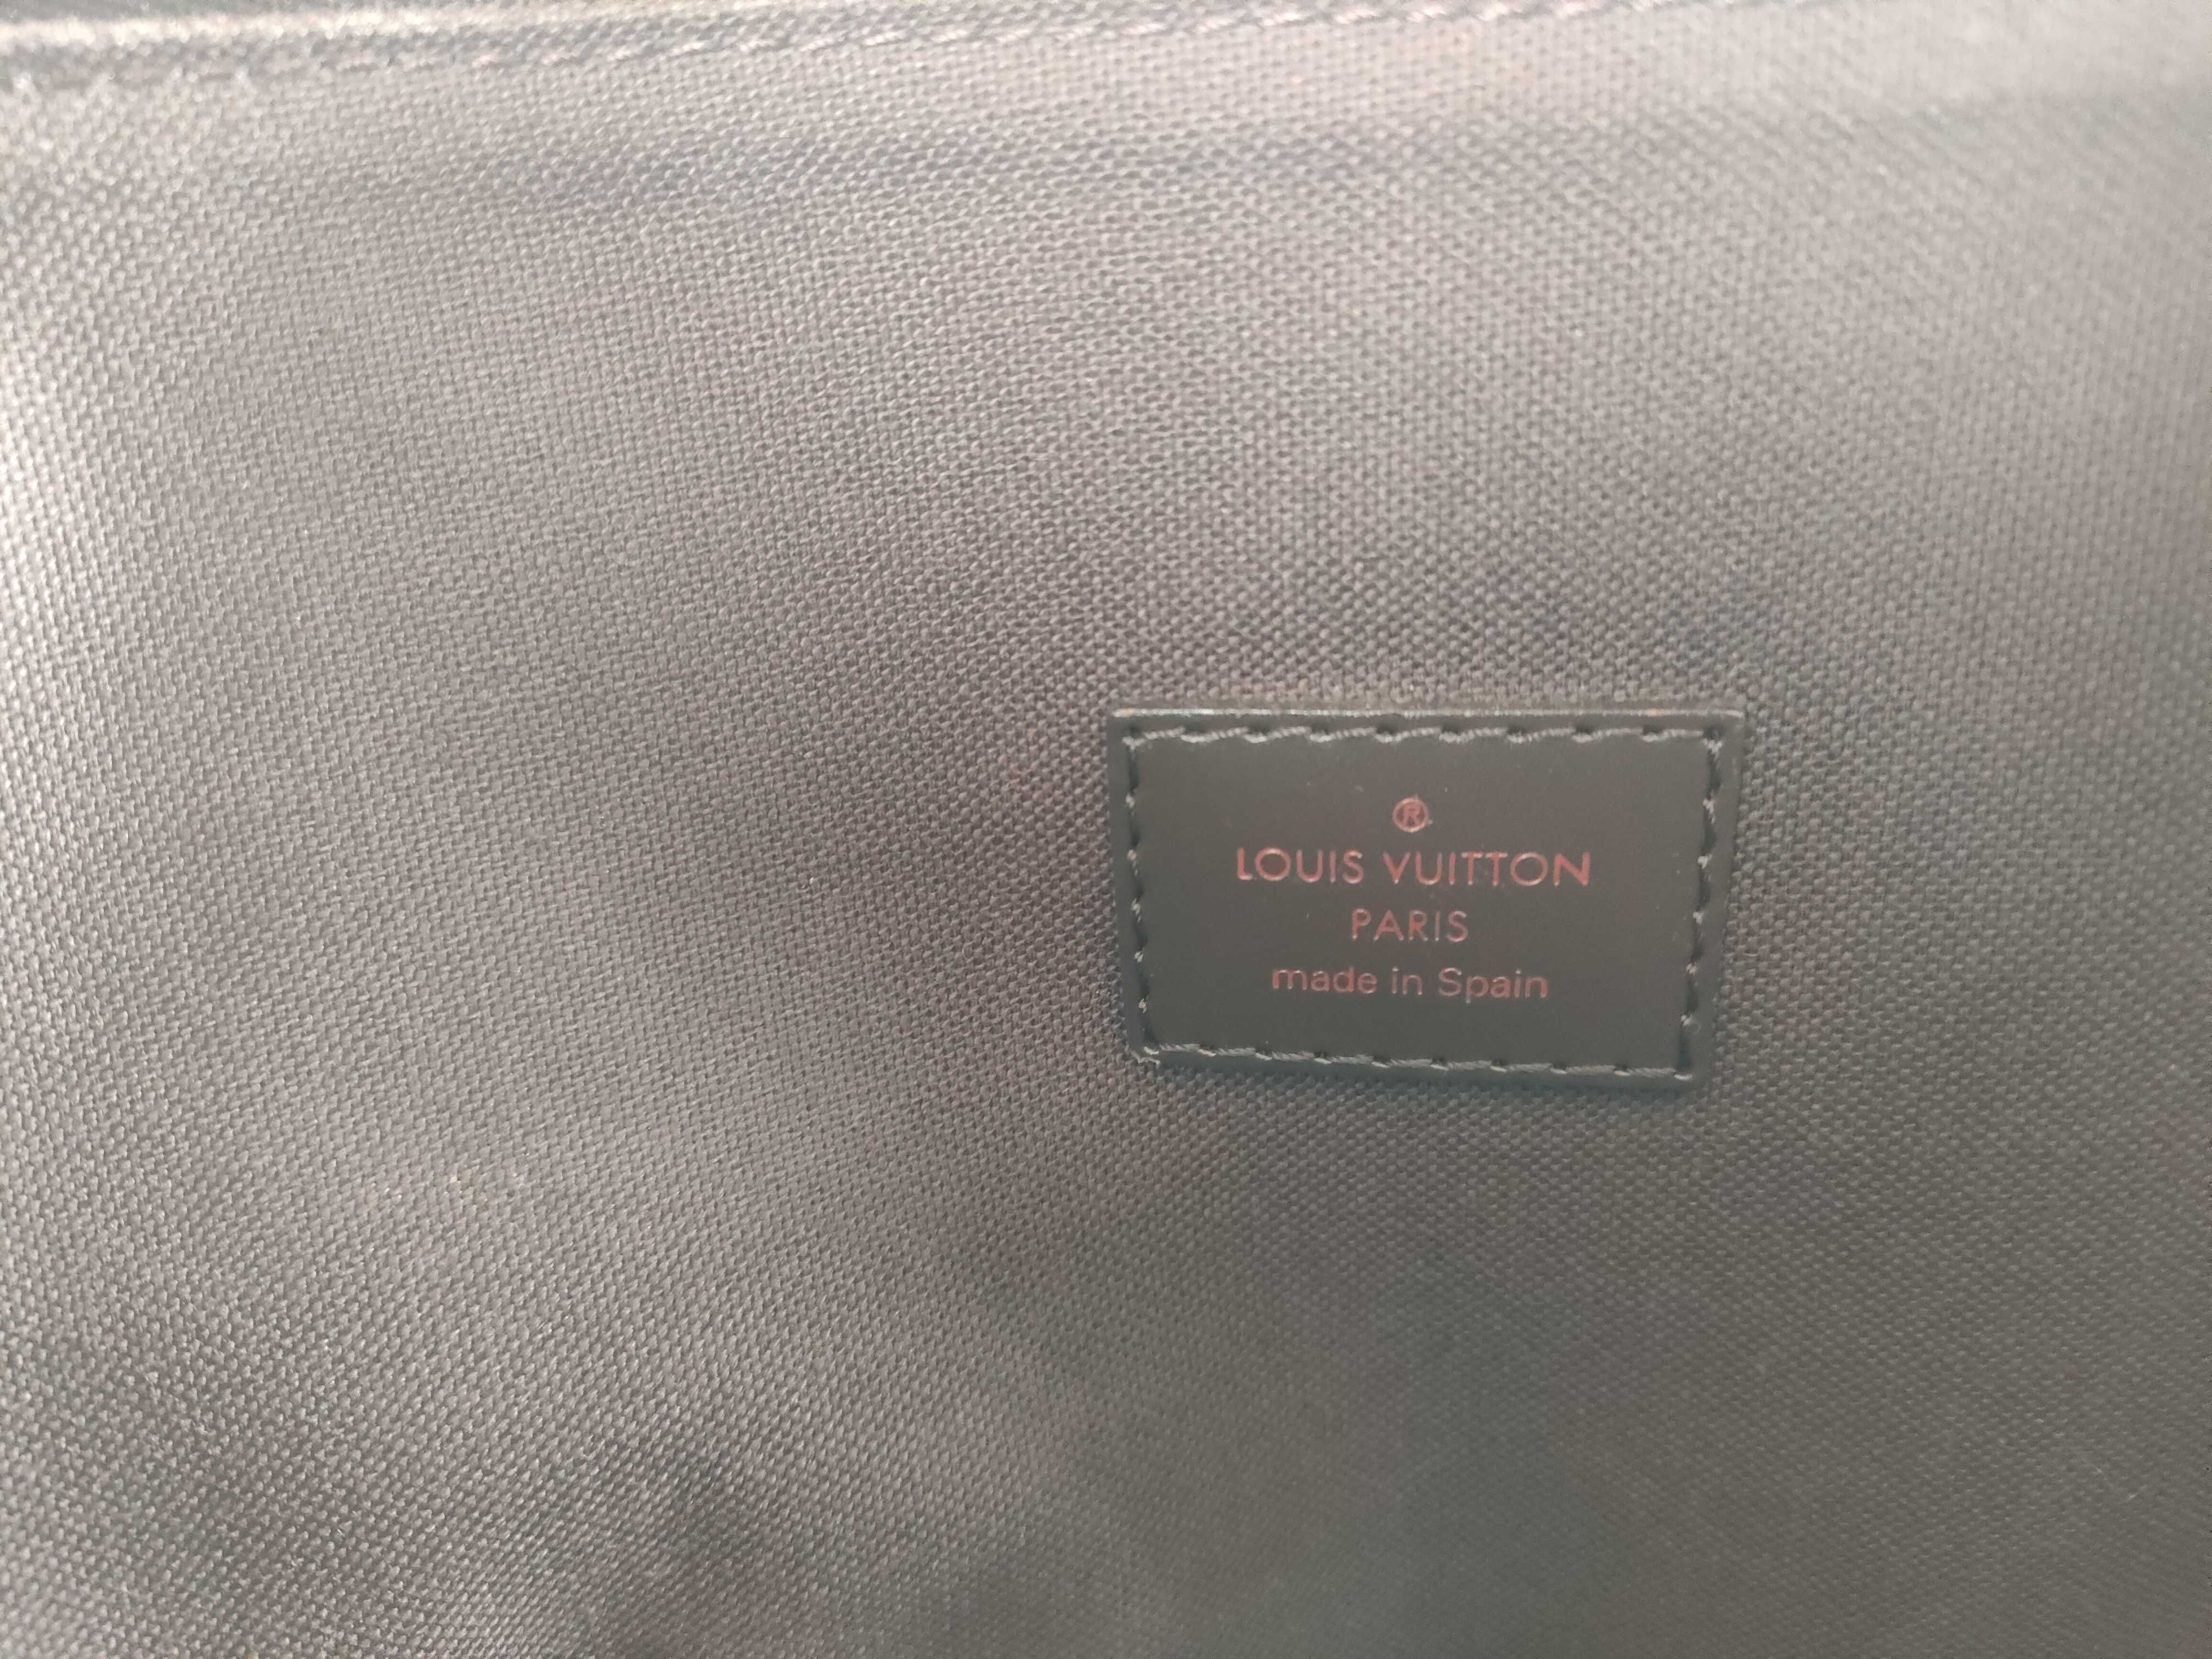 ®
LOUIS VUITTON
PARIS
made in Spain